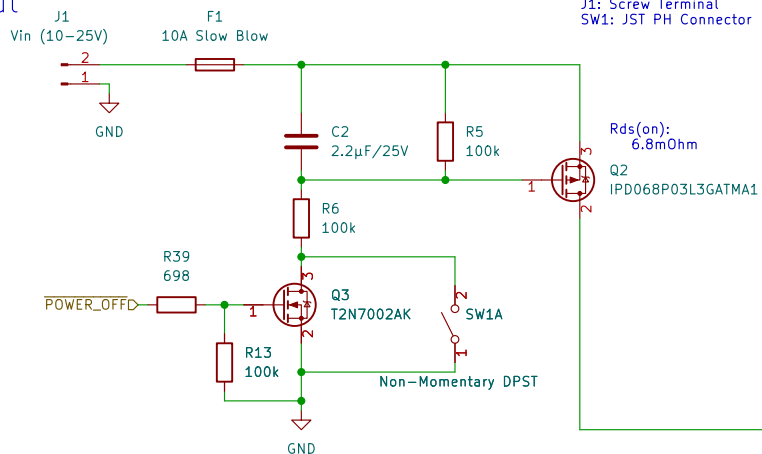 ut
J1: Screw Terminal
SW1: JST PH Connector
J1
Vin (10-25V)
2
1
GND
F1
10A Slow Blow
C2
2.2µF/25V
R5
100k
Rds(on):
6.8mOhm
3
1
2
Q2
IPD068P03L3GATMA1
R6
100k
R39
698
POWER_OFF
3
1
2
Q3
T2N7002AK
2
1
SW1A
R13
100k
Non-Momentary DPST
GND